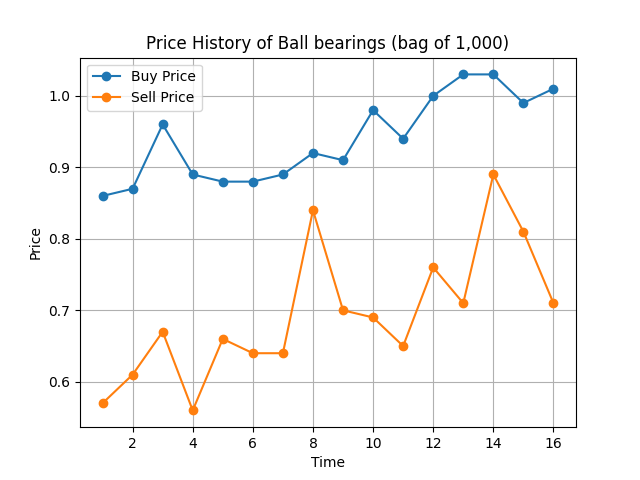 Price History of Ball bearings (bag of 1,000)
Buy Price
Sell Price
Price
1.0
0.9
0.8
0.7
0.6
2 4 6 8 10 12 14 16
Time